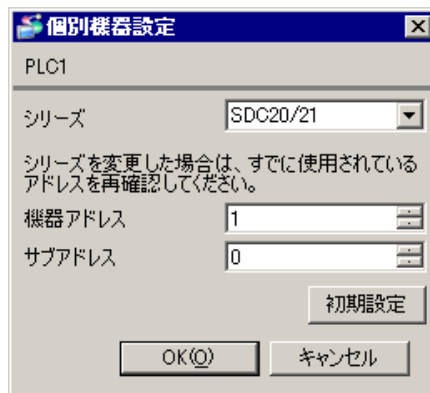 個別機器設定
PLC1
シリーズ
SDC20/21
シリーズを変更した場合は、すでに使用されている
アドレスを再確認してください。
機器アドレス
1
サブアドレス
0
初期設定
OK(O)
キャンセル